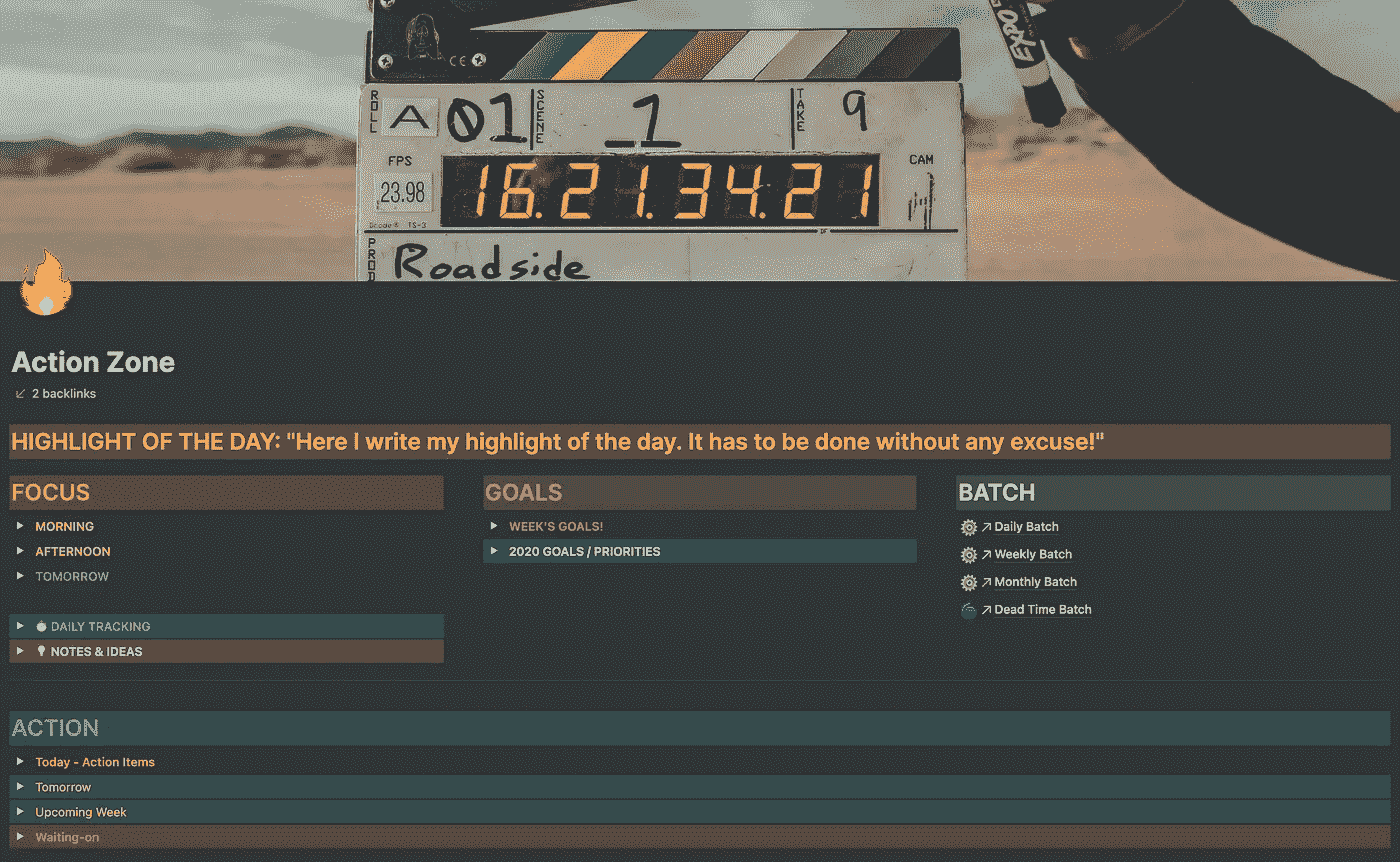 EXPO
CE
ROLL
A
01
SCENE
1
TAKE
9
FPS
23.98
16.21.34.21
CAM
PROD
Roadside
Action Zone
2 backlinks
HIGHLIGHT OF THE DAY: "Here I write my highlight of the day. It has to be done without any excuse!"
FOCUS
MORNING
AFTERNOON
TOMORROW
DAILY TRACKING
NOTES & IDEAS
GOALS
WEEK'S GOALS!
2020 GOALS / PRIORITIES
BATCH
Daily Batch
Weekly Batch
Monthly Batch
Dead Time Batch
ACTION
Today - Action Items
Tomorrow
Upcoming Week
Waiting-on